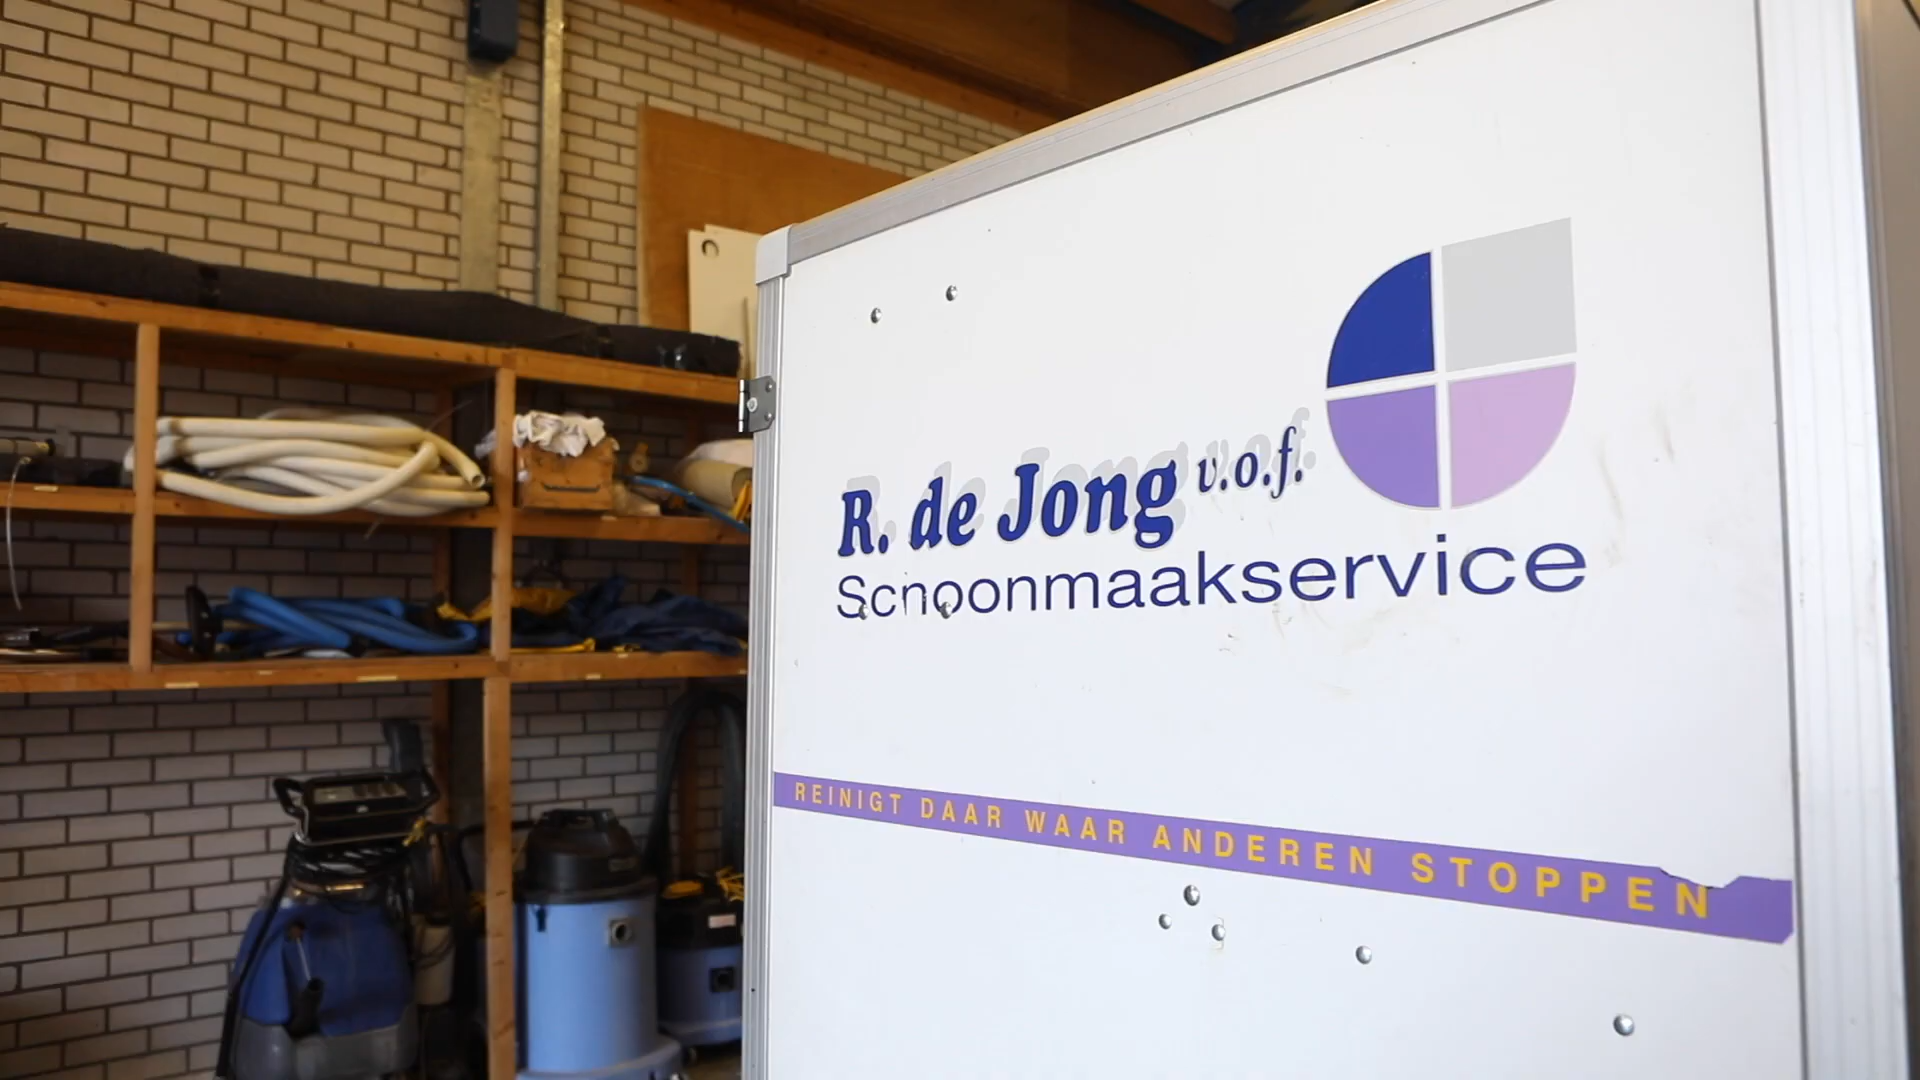 R. de Jong v.o.f.
Schoonmaakservice
REINIGT DAAR WAAR ANDEREN STOPPEN